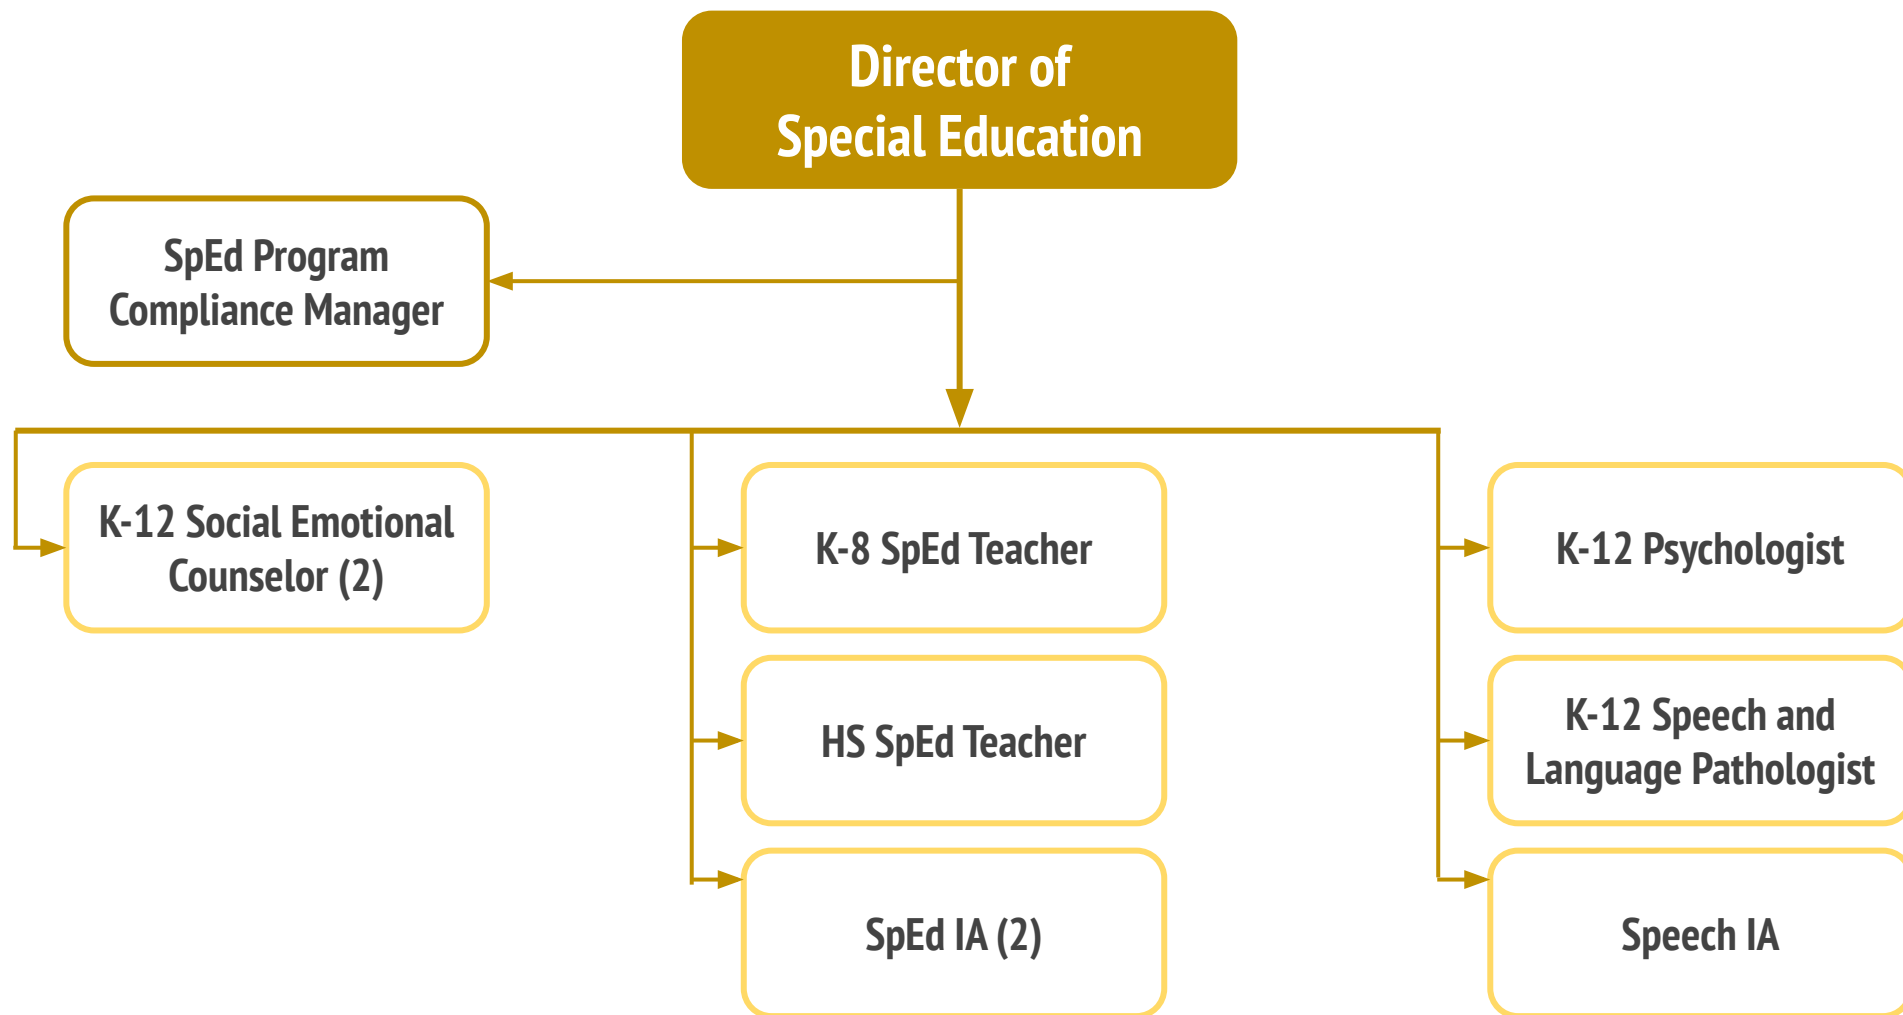 Director of
Special Education
SpEd Program
Compliance Manager
K-12 Social Emotional
Counselor (2)
K-8 SpEd Teacher
HS SpEd Teacher
SpEd IA (2)
K-12 Psychologist
K-12 Speech and
Language Pathologist
Speech IA